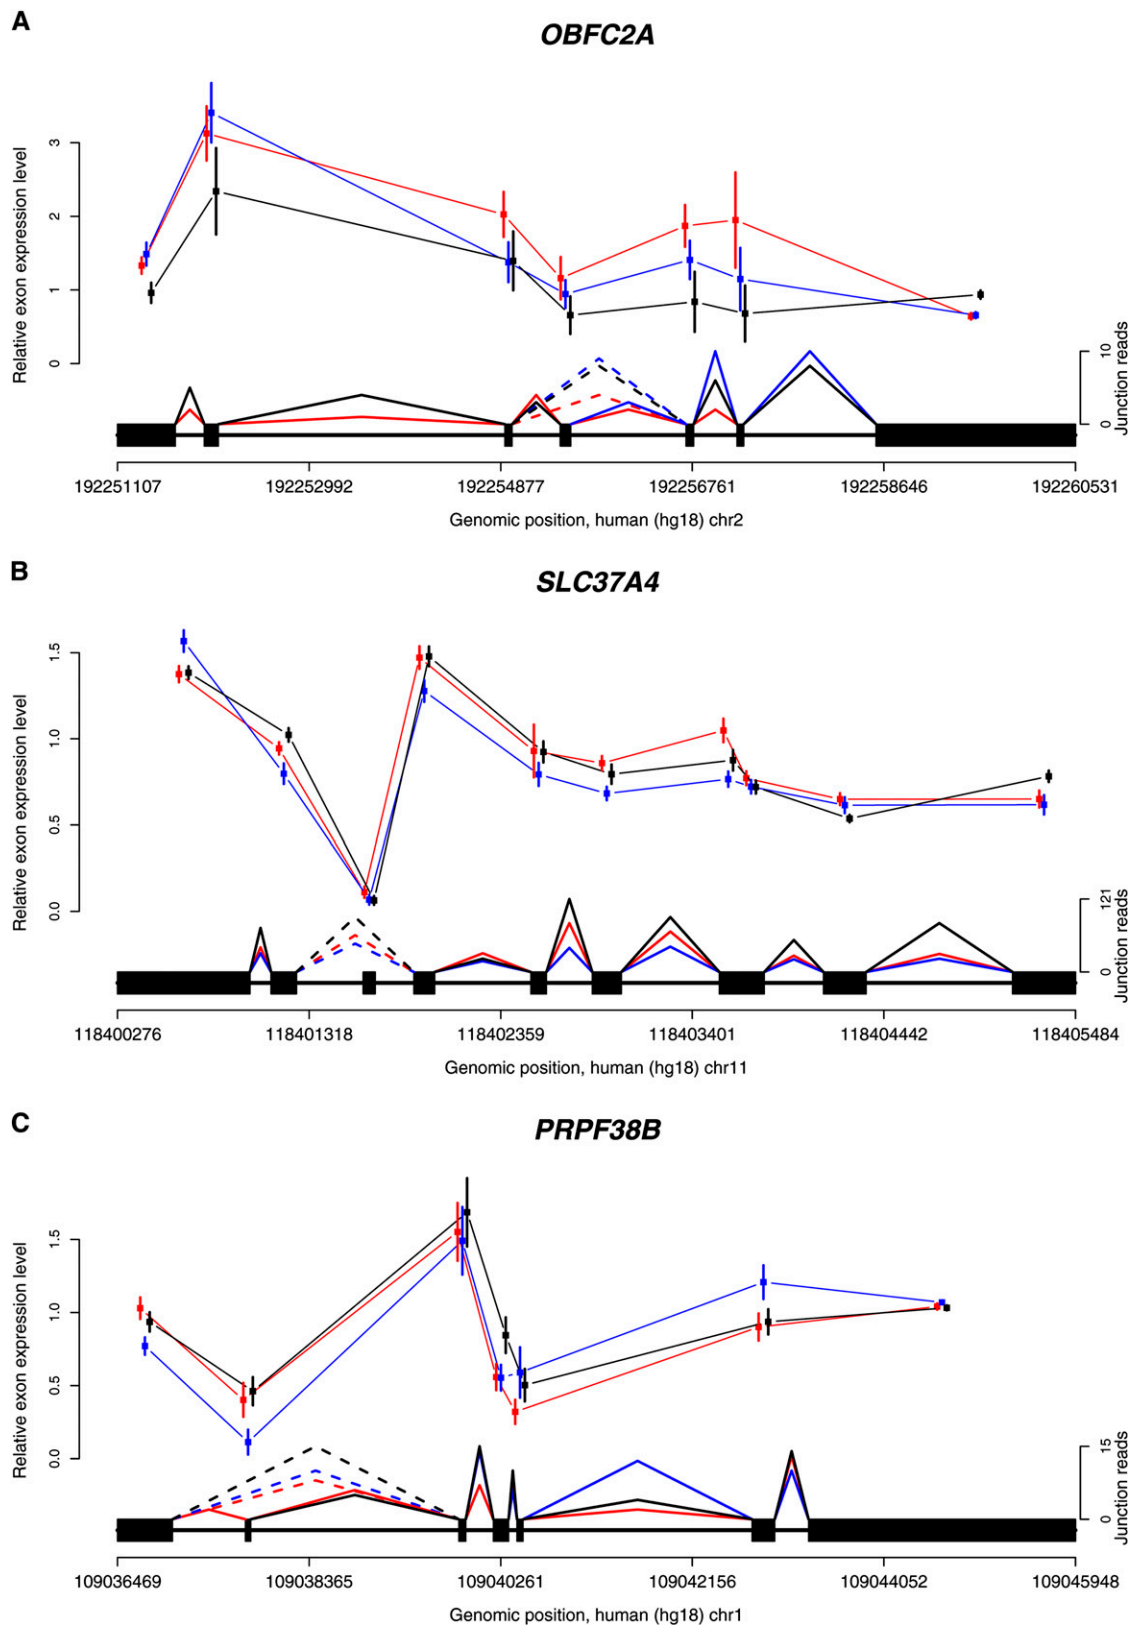 A
OBFC2A
Relative exon expression level
3
2
1
0
10
0
Junction reads
192251107 192252992 192254877 192256761 192258646 192260531
Genomic position, human (hg18) chr2
B
SLC37A4
Relative exon expression level
1.5
1.0
0.5
0.0
121
0
Junction reads
118400276 118401318 118402359 118403401 118404442 118405484
Genomic position, human (hg18) chr11
C
PRPF38B
Relative exon expression level
1.5
1.0
0.5
0.0
15
0
Junction reads
109036469 109038365 109040261 109042156 109044052 109045948
Genomic position, human (hg18) chr1